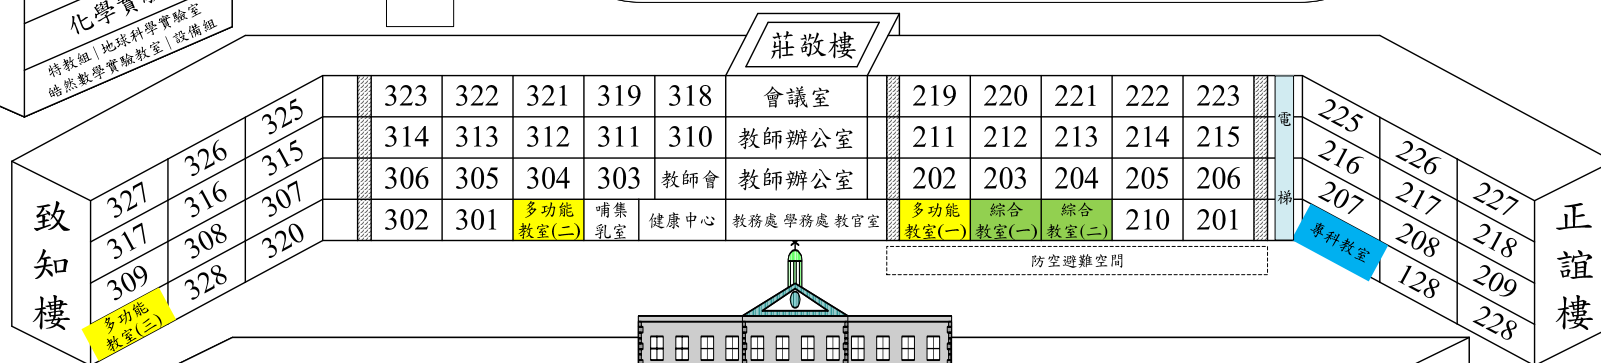 化學實驗
特教組|地球科學實驗室
皓然數學實驗教室|設備組
莊敬樓
323 322 321 319 318 會議室 219 220 221 222 223
314 313 312 311 310 教師辦公室 211 212 213 214 215
306 305 304 303 教師會 教師辦公室 202 203 204 205 206
302 301 多功能教室(二) 哺集乳室 健康中心 教務處 學務處 教官室 多功能教室(一) 綜合教室(一) 綜合教室(二) 210 201
電梯
防空避難空間
致知樓
327 326 325
317 316 315
309 308 307
多功能教室(三) 328 320
225 226 227
216 217 218
207 208 209
專科教室 128 228
正誼樓